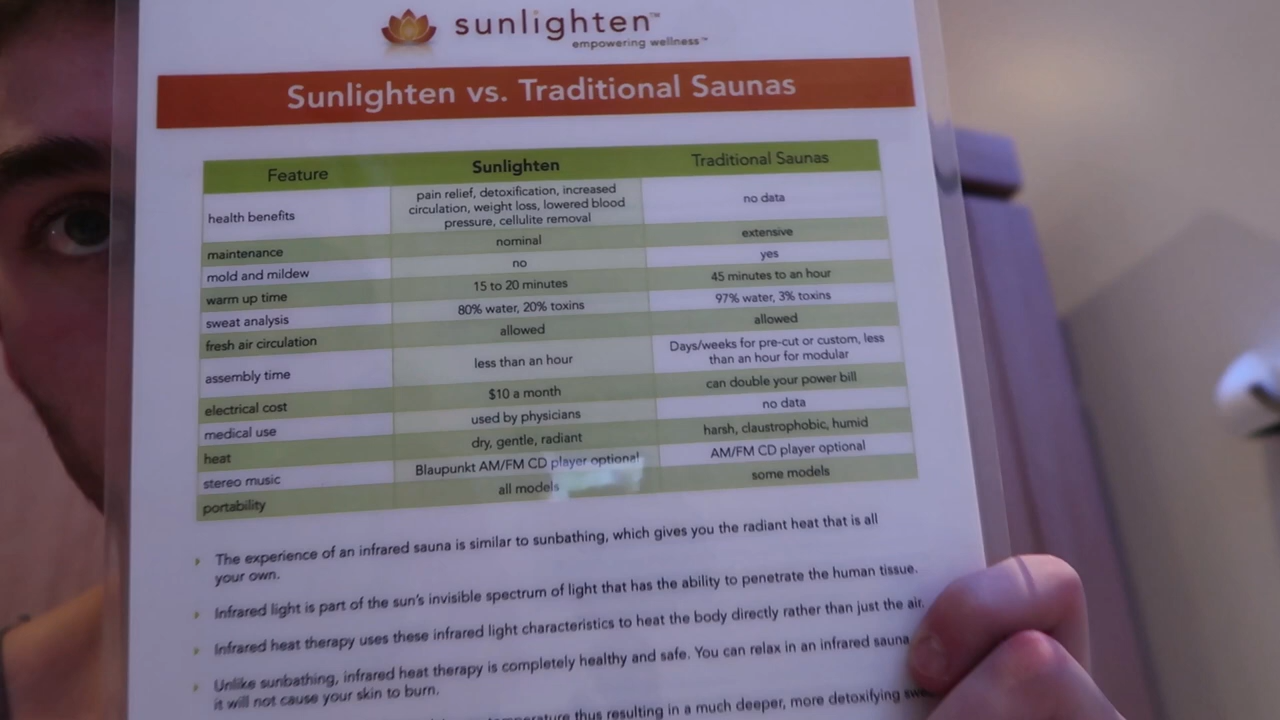 sunlighten™
empowering wellness™
Sunlighten vs. Traditional Saunas
Feature Sunlighten Traditional Saunas
health benefits pain relief, detoxification, increased circulation, weight loss, lowered blood pressure, cellulite removal no data
maintenance nominal extensive
mold and mildew no yes
warm up time 15 to 20 minutes 45 minutes to an hour
sweat analysis 80% water, 20% toxins 97% water, 3% toxins
fresh air circulation allowed allowed
assembly time less than an hour Days/weeks for pre-cut or custom, less than an hour for modular
electrical cost $10 a month can double your power bill
medical use used by physicians no data
heat dry, gentle, radiant harsh, claustrophobic, humid
stereo music Blaupunkt AM/FM CD player optional AM/FM CD player optional
portability all models some models
The experience of an infrared sauna is similar to sunbathing, which gives you the radiant heat that is all
your own.
Infrared light is part of the sun's invisible spectrum of light that has the ability to penetrate the human tissue.
Infrared heat therapy uses these infrared light characteristics to heat the body directly rather than just the air.
Unlike sunbathing, infrared heat therapy is completely healthy and safe. You can relax in an infrared sauna
it will not cause your skin to burn.
thus resulting in a much deeper, more detoxifying